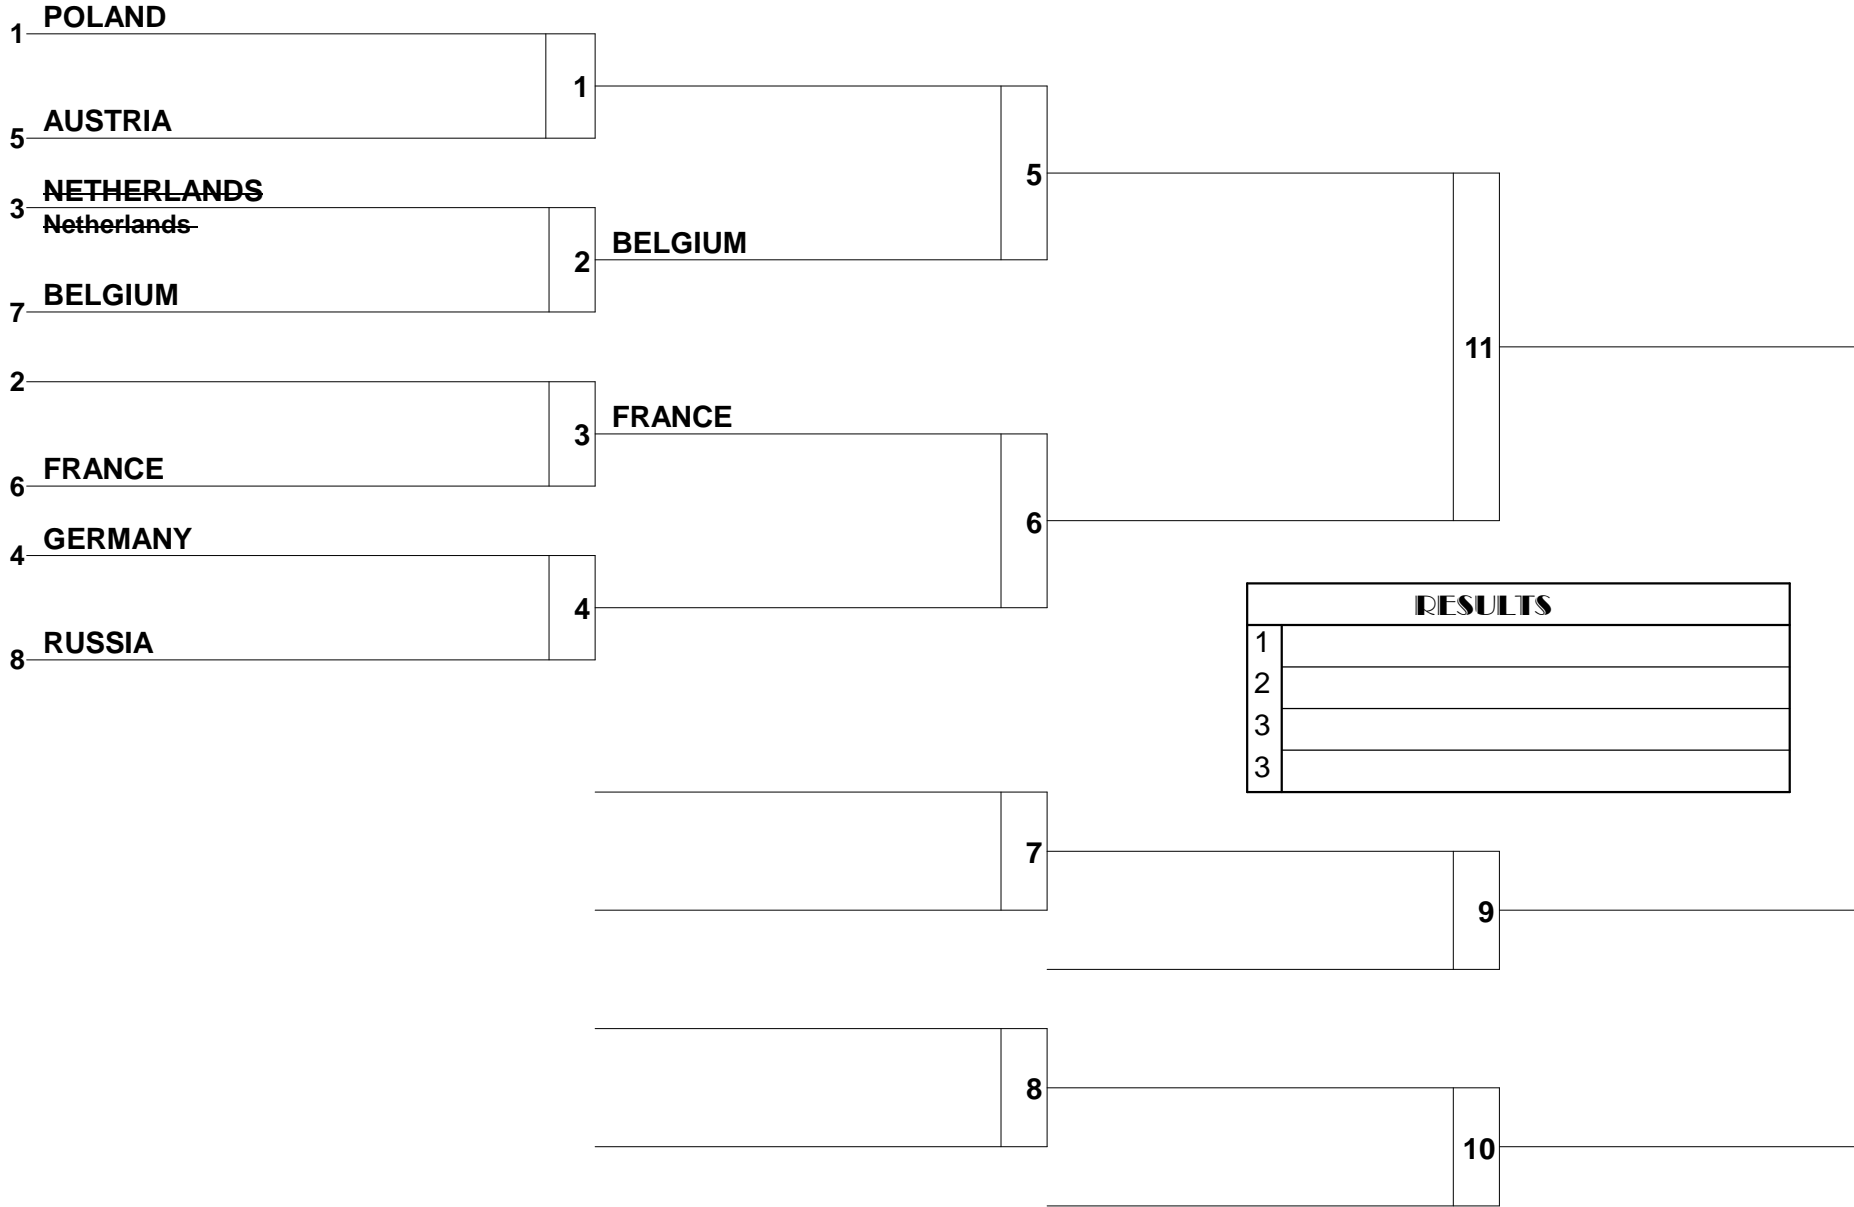 POLAND
1
1
AUSTRIA
5
5
NETHERLANDS
3
Netherlands
BELGIUM
2
BELGIUM
7
11
2
FRANCE
3
FRANCE
6
6
GERMANY
4
RESULTS
4
1
RUSSIA
8
2
3
3
7
9
8
10